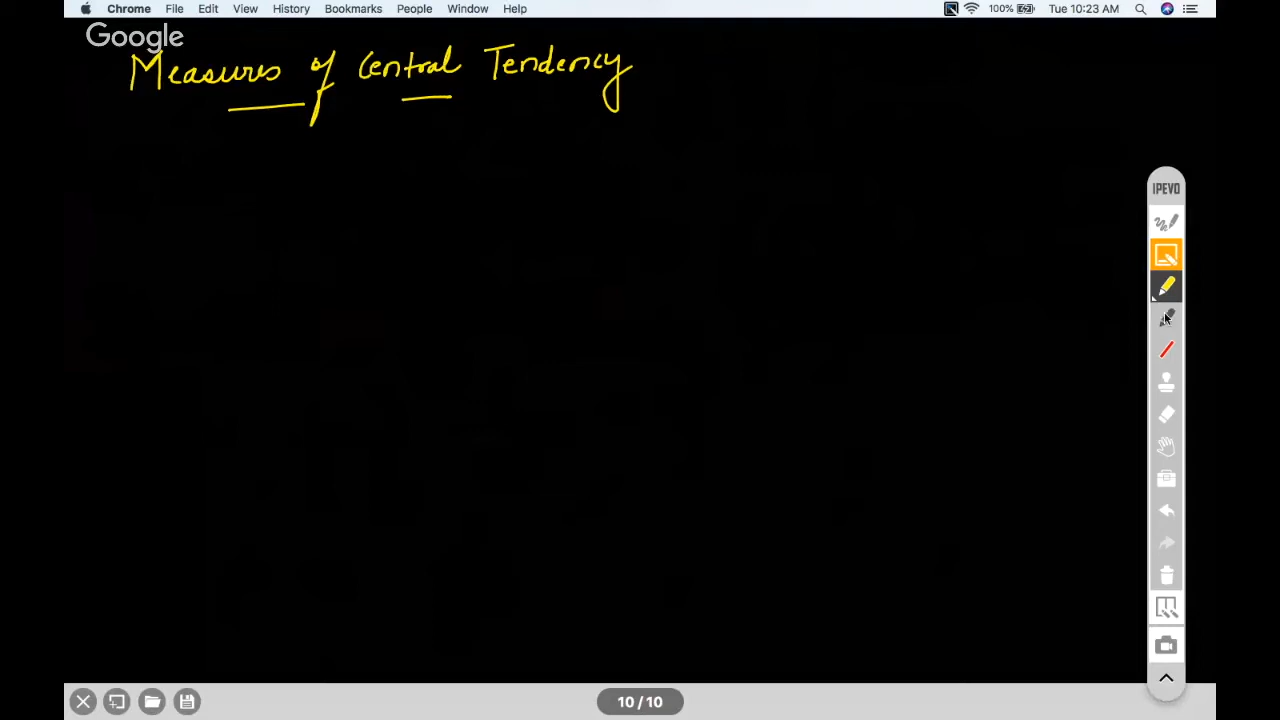 Chrome File Edit View History Bookmarks People Window Help 100% Tue 10:23 AM
Google
Measures of Central Tendency
IPEVO
10 / 10